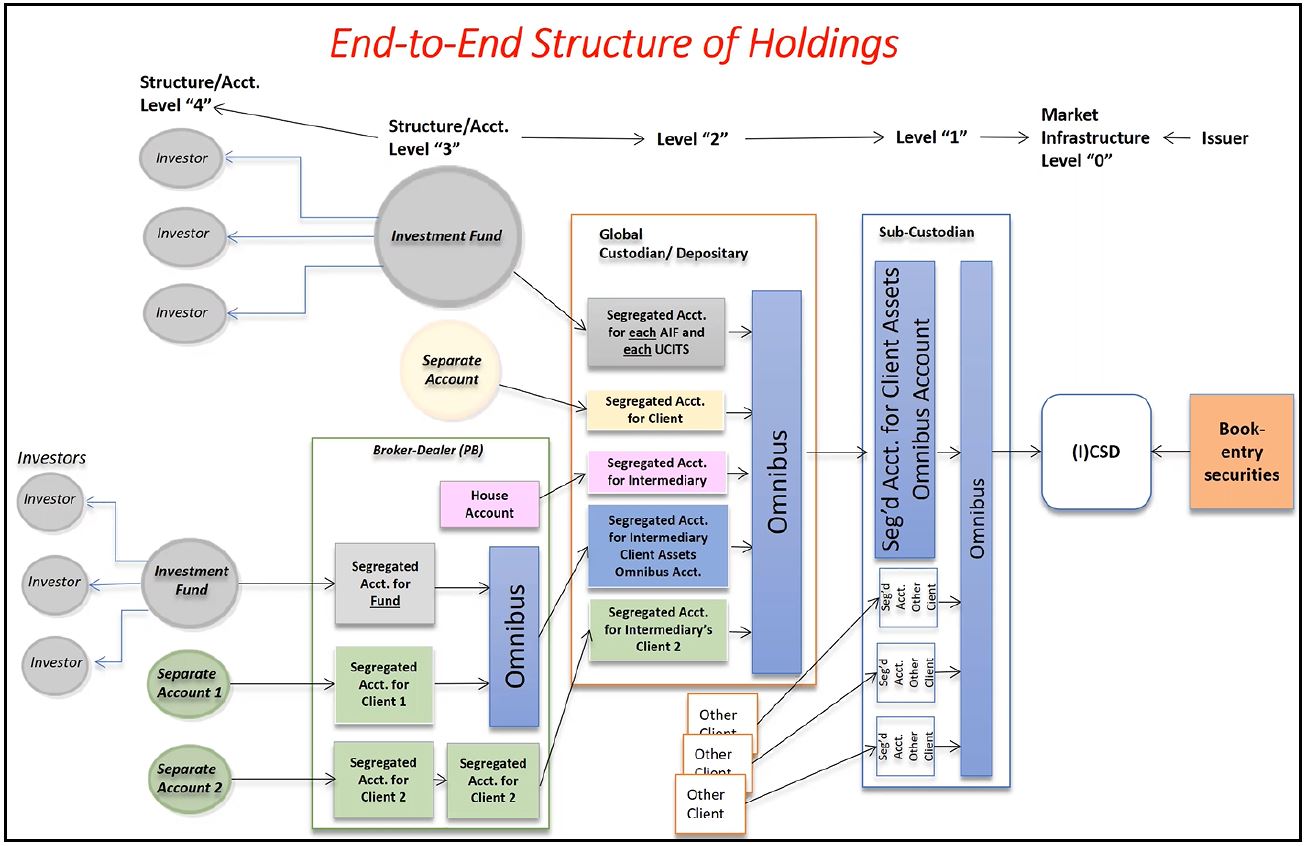 End-to-End Structure of Holdings
Structure/Acct.
Level “4”
Structure/Acct.
Level “3”
Level “2”
Level “1”
Market
Infrastructure
Level “0”
Issuer
Investor
Investor
Investor
Investment Fund
Separate
Account
Global
Custodian/ Depositary
Segregated Acct.
for each AIF and
each UCITS
Segregated Acct.
for Client
Segregated Acct.
for Intermediary
Segregated Acct.
for Intermediary
Client Assets
Omnibus Acct.
Segregated Acct.
for Intermediary’s
Client 2
Omnibus
Sub-Custodian
Seg’d Acct. for Client Assets
Omnibus Account
Omnibus
Seg’d
Acct.
Other
Client
Seg’d
Acct.
Other
Client
Seg’d
Acct.
Other
Client
(I)CSD
Book-
entry
securities
Investors
Investor
Investor
Investor
Investment
Fund
Separate
Account 1
Separate
Account 2
Broker-Dealer (PB)
House
Account
Segregated
Acct. for
Fund
Segregated
Acct. for
Client 1
Segregated
Acct. for
Client 2
Segregated
Acct. for
Client 2
Omnibus
Other
Client
Other
Client
Other
Client